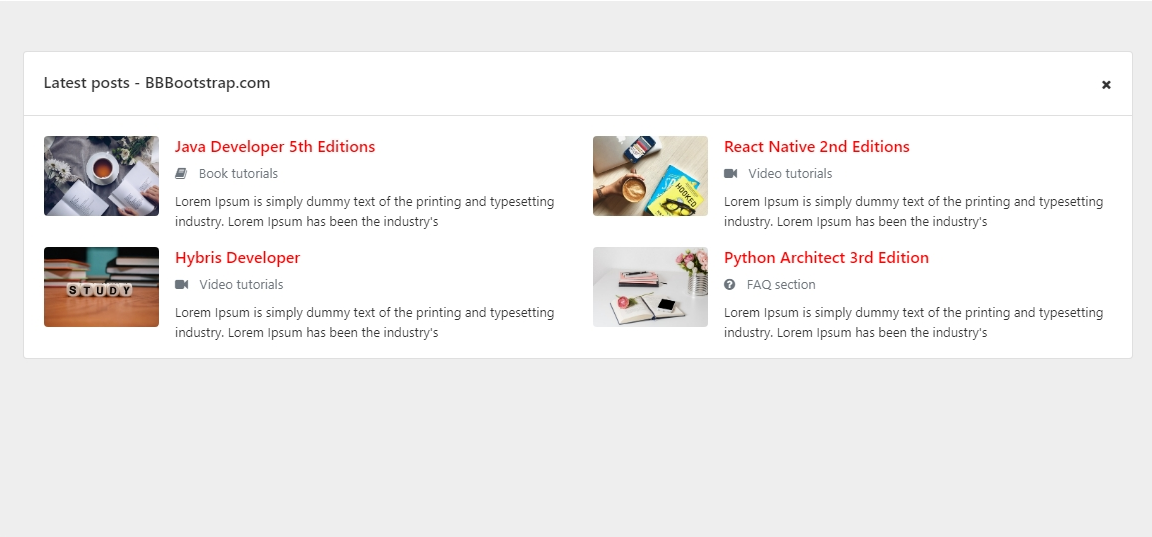 Latest posts - BBBootstrap.com
Java Developer 5th Editions
Book tutorials
Lorem Ipsum is simply dummy text of the printing and typesetting
industry. Lorem Ipsum has been the industry's
React Native 2nd Editions
Video tutorials
Lorem Ipsum is simply dummy text of the printing and typesetting
industry. Lorem Ipsum has been the industry's
HOOKED
Hybris Developer
Video tutorials
Lorem Ipsum is simply dummy text of the printing and typesetting
industry. Lorem Ipsum has been the industry's
STUDY
Python Architect 3rd Edition
FAQ section
Lorem Ipsum is simply dummy text of the printing and typesetting
industry. Lorem Ipsum has been the industry's